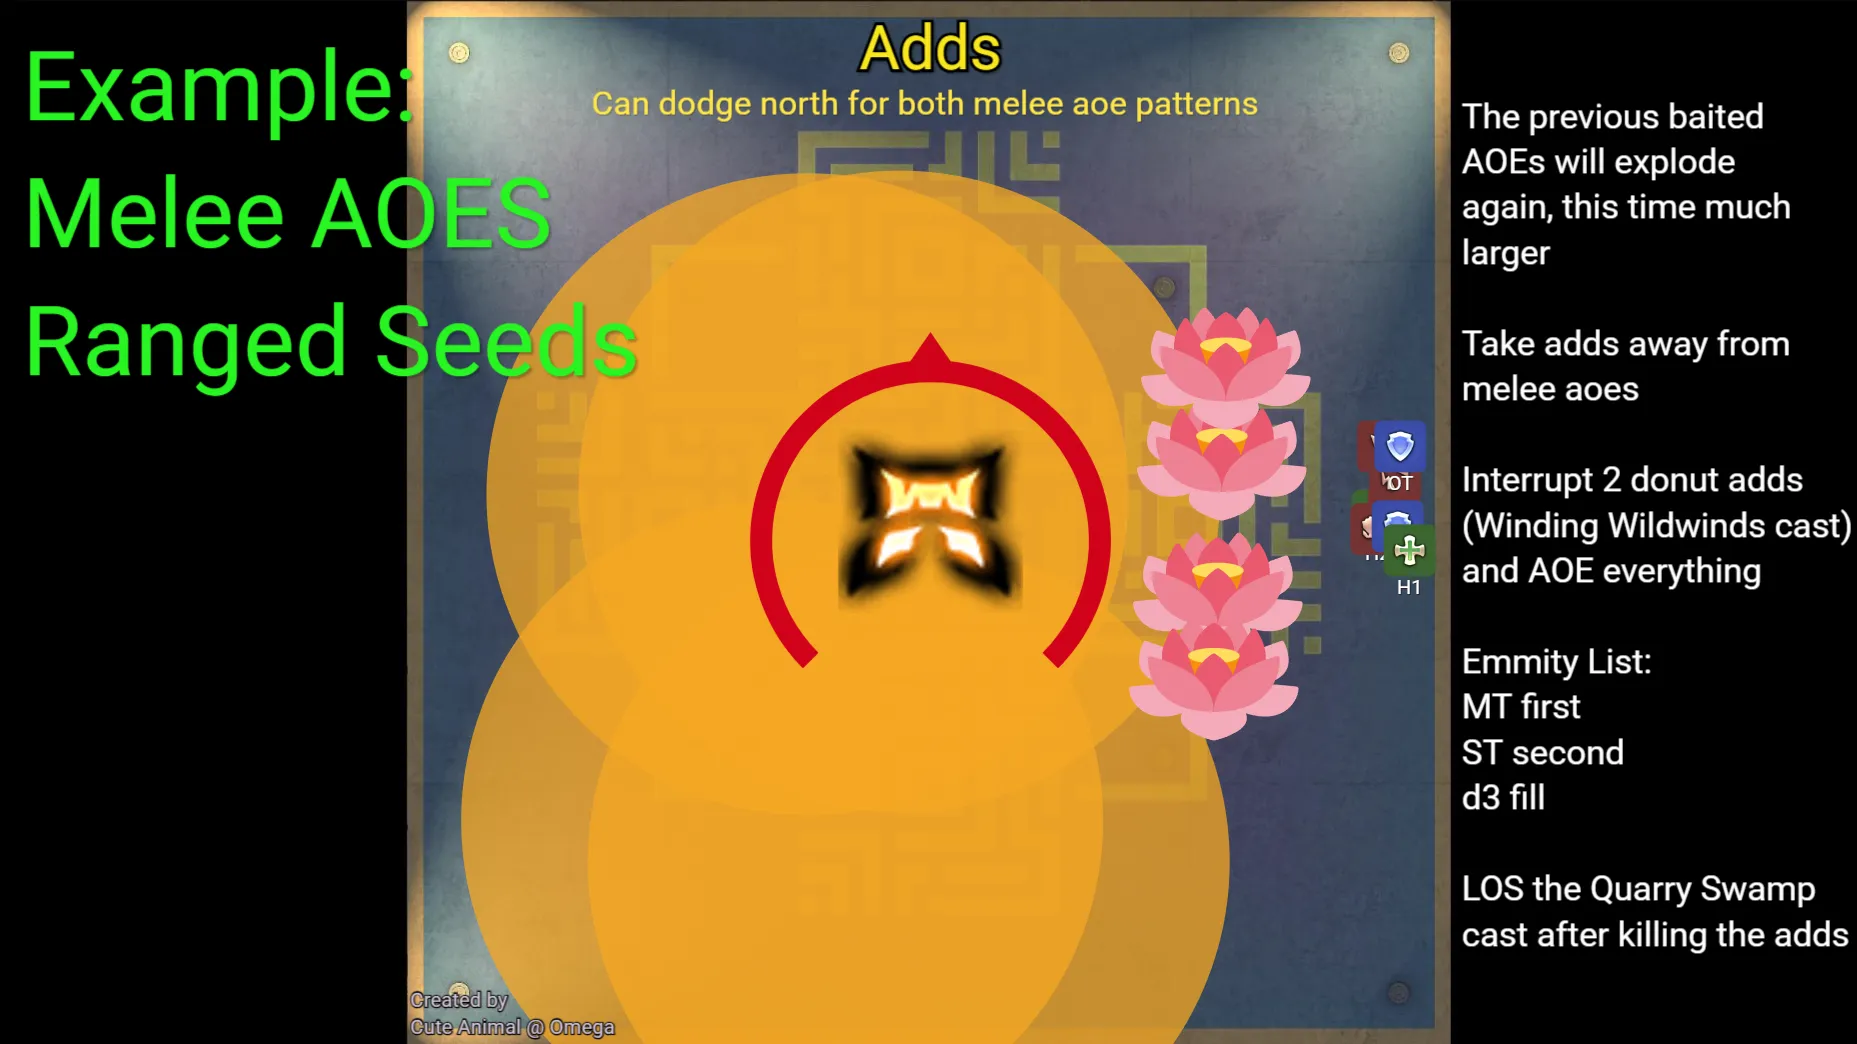 Example:
Melee AOES
Ranged Seeds
Adds
Can dodge north for both melee aoe patterns
OT
H1
Created by
Cute Animal @ Omega
The previous baited
AOEs will explode
again, this time much
larger
Take adds away from
melee aoes
Interrupt 2 donut adds
(Winding Wildwinds cast)
and AOE everything
Emmity List:
MT first
ST second
d3 fill
LOS the Quarry Swamp
cast after killing the adds